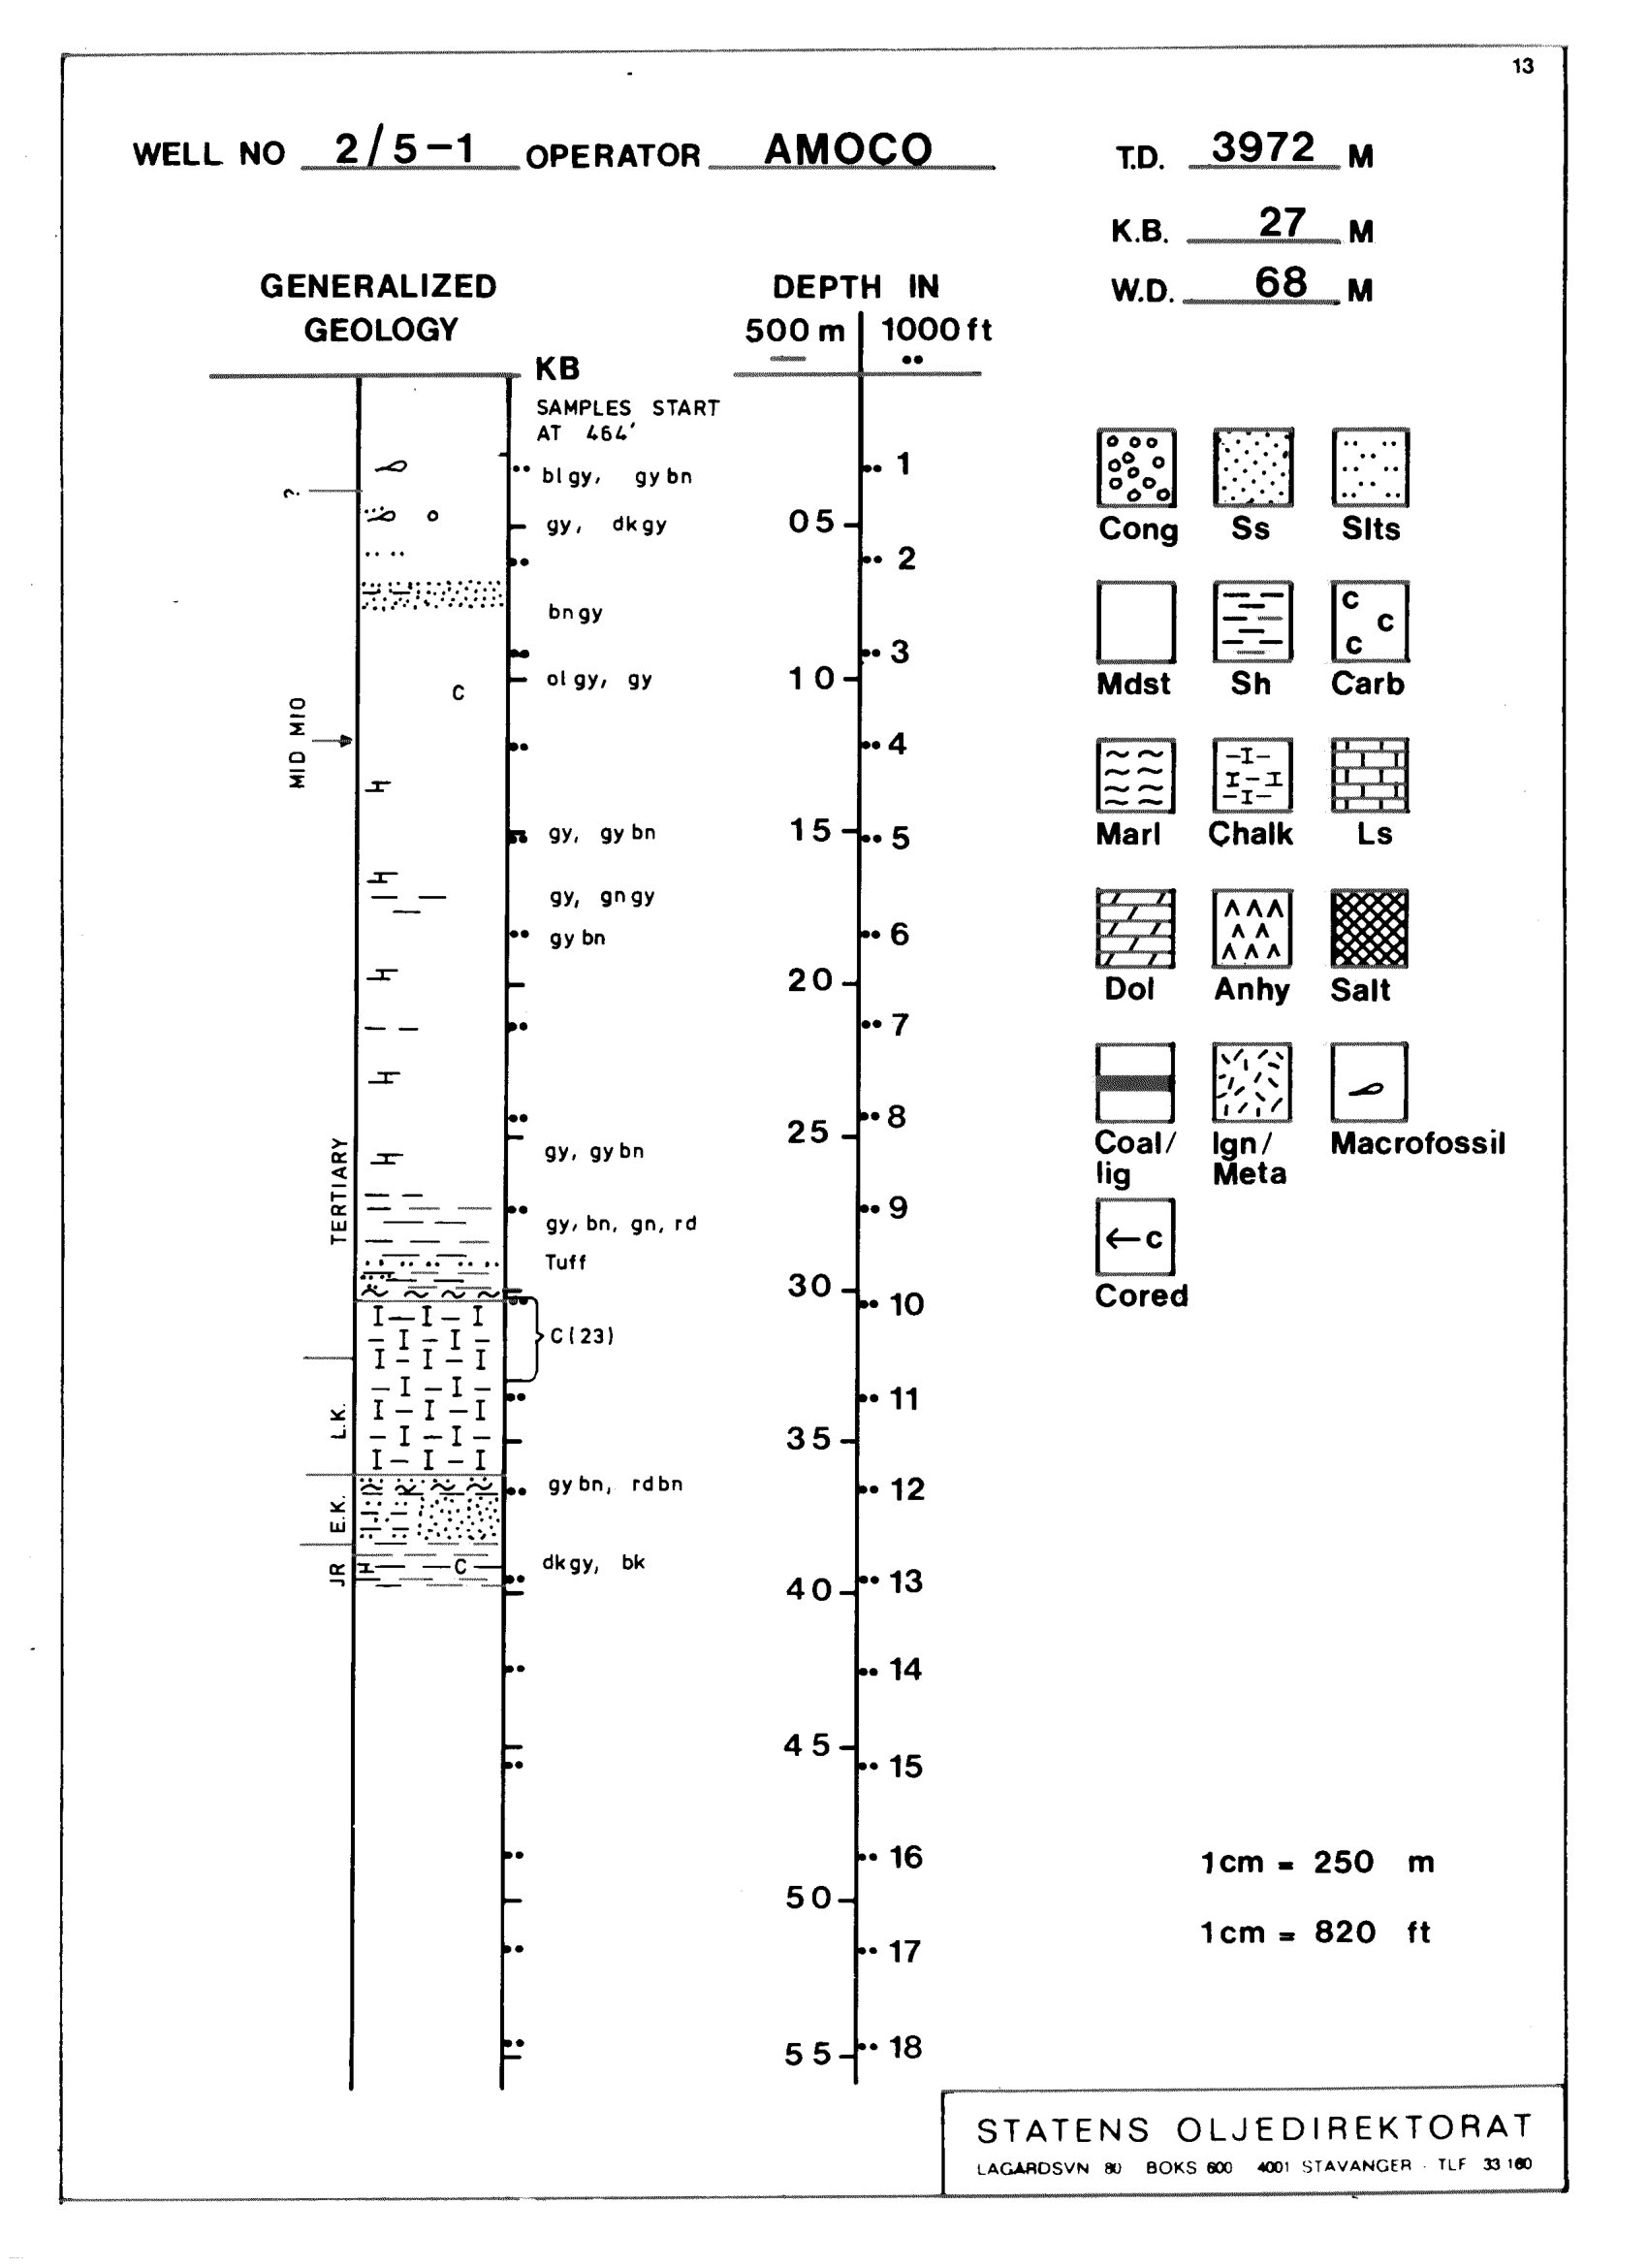 13
WELL NO 2/5-1 OPERATOR AMOCO T.D. 3972 M
K.B. 27 M
W.D. 68 M
GENERALIZED
GEOLOGY
DEPTH IN
500 m 1000 ft
KB
SAMPLES START
AT 464'
bl gy, gy bn
?
gy, dk gy
bn gy
ol gy, gy
C
MID MIO
gy, gy bn
gy, gn gy
gy bn
TERTIARY
gy, gy bn
gy, bn, gn, rd
Tuff
C(23)
L.K.
gy bn, rd bn
E.K.
JR
C
dk gy, bk
1
05
2
3
10
4
15
5
6
20
7
8
25
9
30
10
11
35
12
13
40
14
45
15
16
50
17
18
55
Cong Ss Slts
C
C
C
Mdst Sh Carb
Marl Chalk Ls
Dol Anhy Salt
Coal/ Ign/ Macrofossil
lig Meta
←C
Cored
1cm = 250 m
1cm = 820 ft
STATENS OLJEDIREKTORAT
LAGÅRDSVN 80 BOKS 600 4001 STAVANGER - TLF 33 160